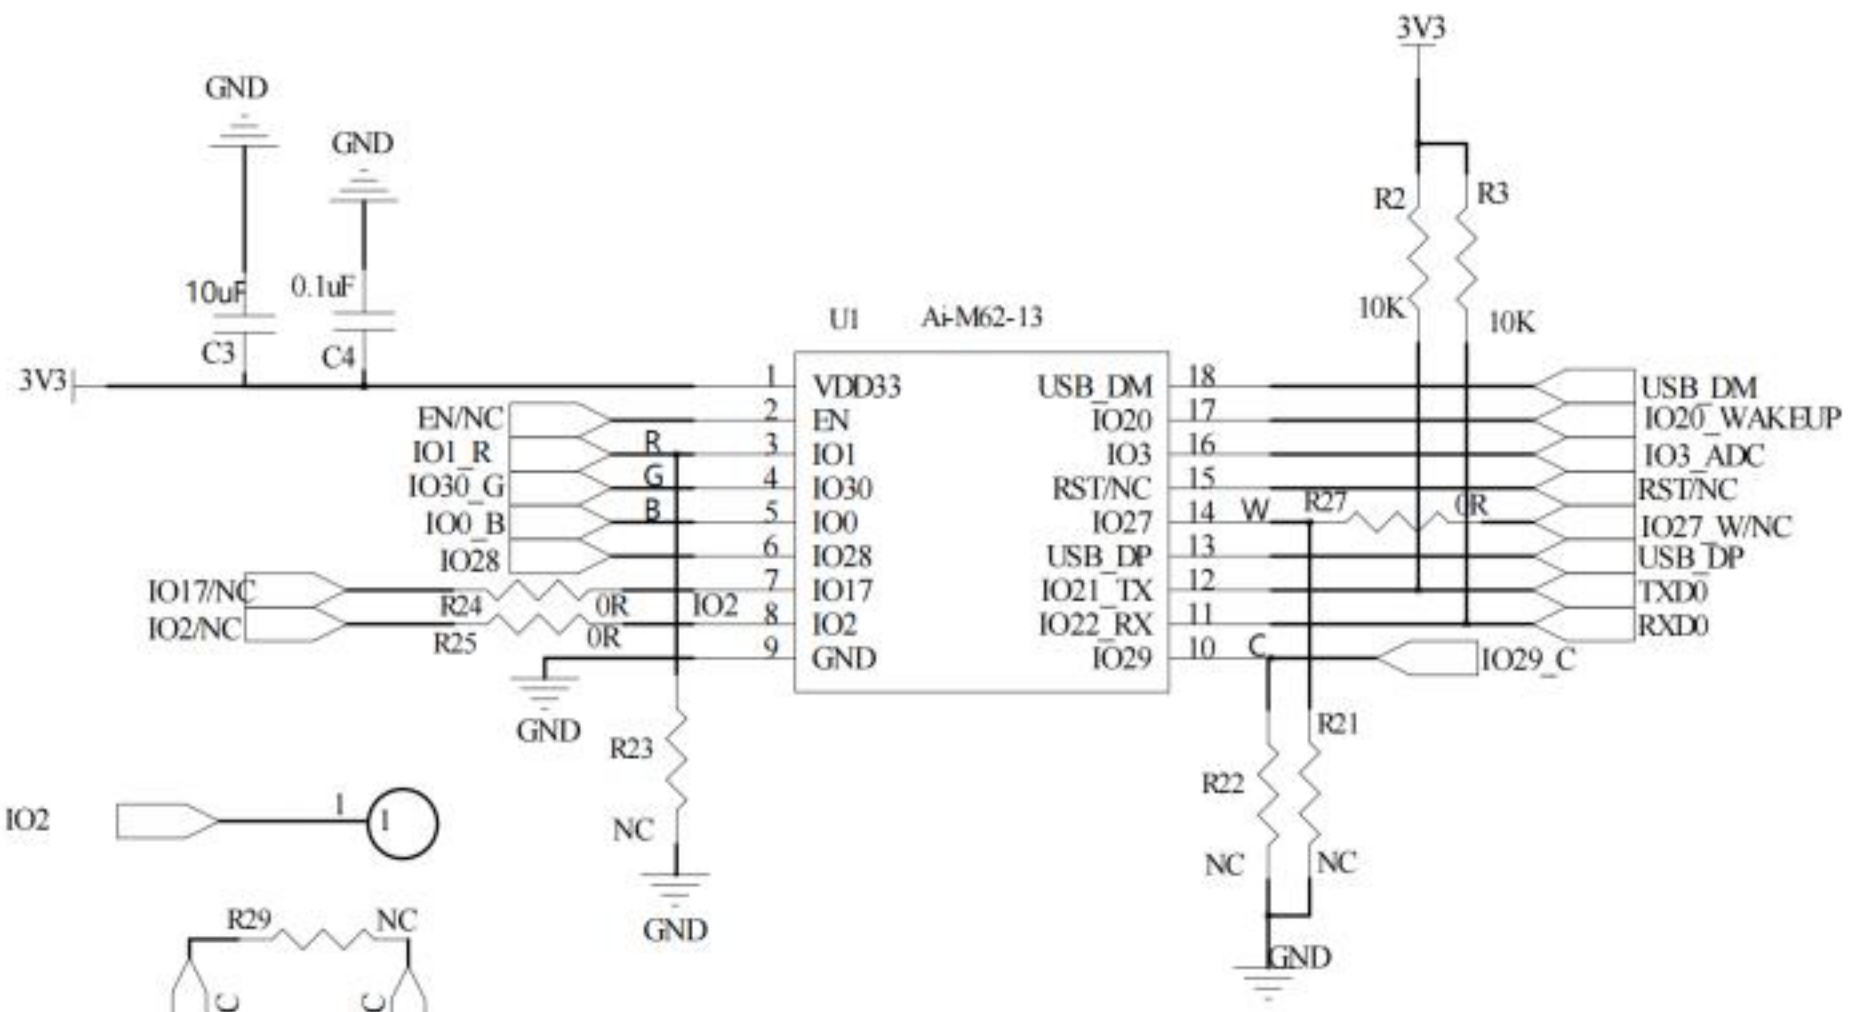 3V3
GND
GND
R2
R3
10uF
0.1uF
10K
10K
C3
C4
U1
Ai-M62-13
3V3
1
VDD33
USB_DM
18
USB_DM
EN/NC
2
EN
IO20
17
IO20_WAKEUP
IO1_R
R
3
IO1
IO3
16
IO3_ADC
IO30_G
G
4
IO30
RST/NC
15
RST/NC
IO0_B
B
5
IO0
IO27
14
W
R27
0R
IO27_W/NC
IO28
6
IO28
USB_DP
13
USB_DP
IO17/NC
R24
0R
7
IO17
IO21_TX
12
TXD0
IO2/NC
R25
0R
IO2
8
IO2
IO22_RX
11
RXD0
9
GND
IO29
10
C
IO29_C
GND
R23
R21
R22
NC
NC
NC
IO2
1
1
GND
GND
R29
NC
C
C